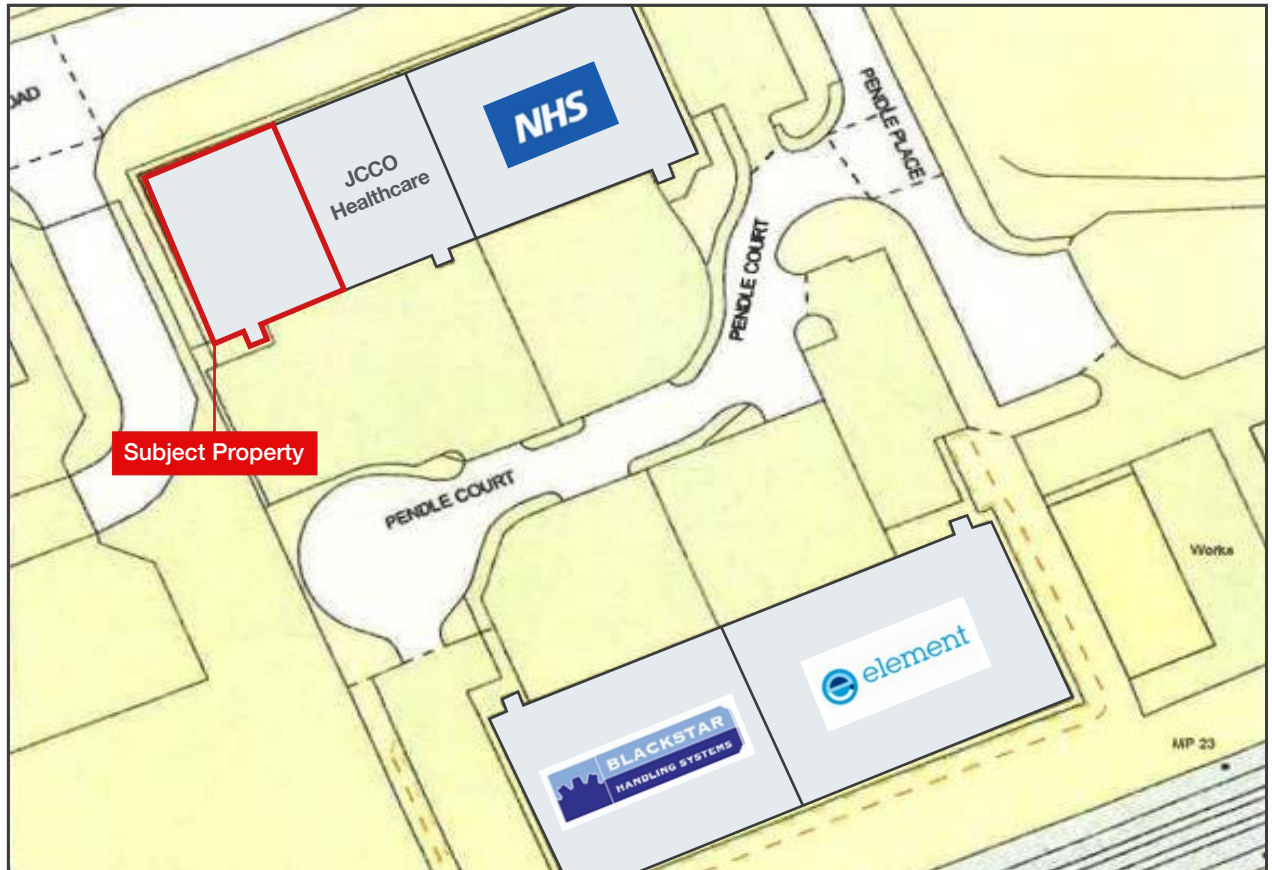 OAD
NHS
PENDLE PLACE
JCCO
Healthcare
PENDLE COURT
Subject Property
PENDLE COURT
Works
element
BLACKSTAR
HANDLING SYSTEMS
MP 23